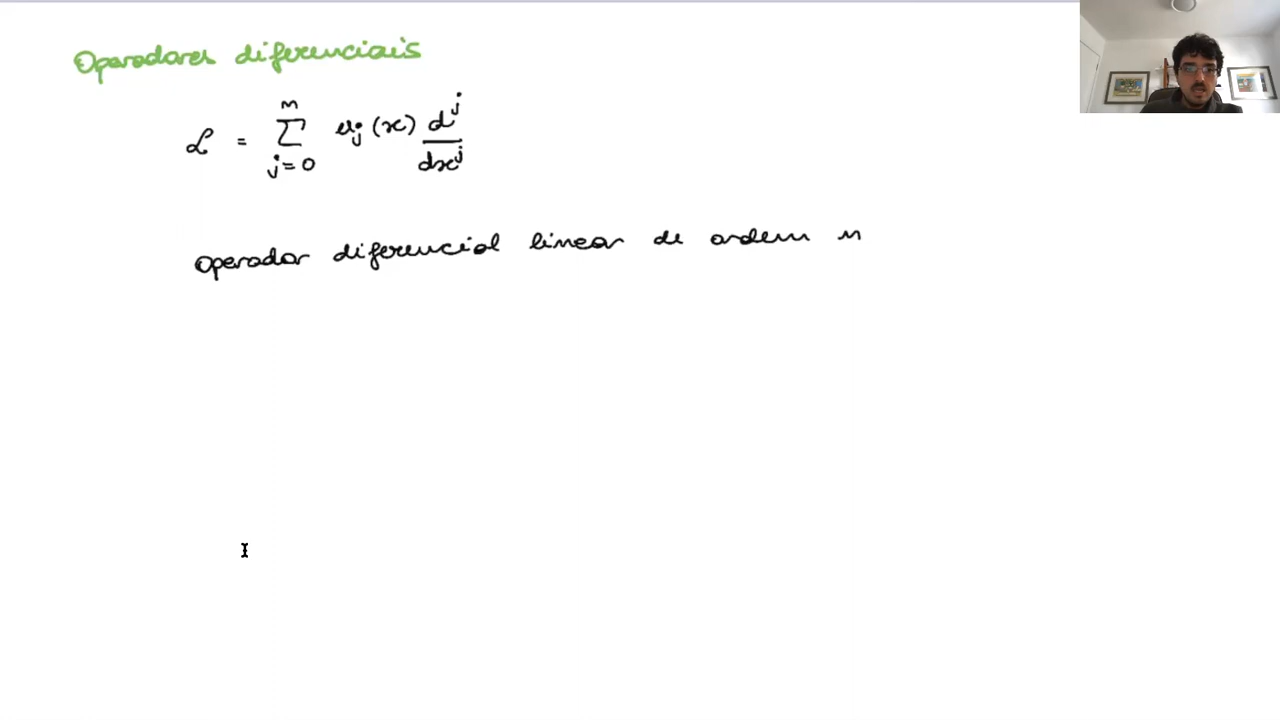 Operadores diferenciais
ℒ = ∑_{j=0}^{n} a_j(x) d^j/dx^j
operador diferencial linear de ordem n